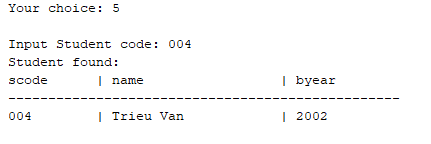 Your choice: 5
Input Student code: 004
Student found:
scode      | name                 | byear
-------------------------------------------------
004        | Trieu Van            | 2002